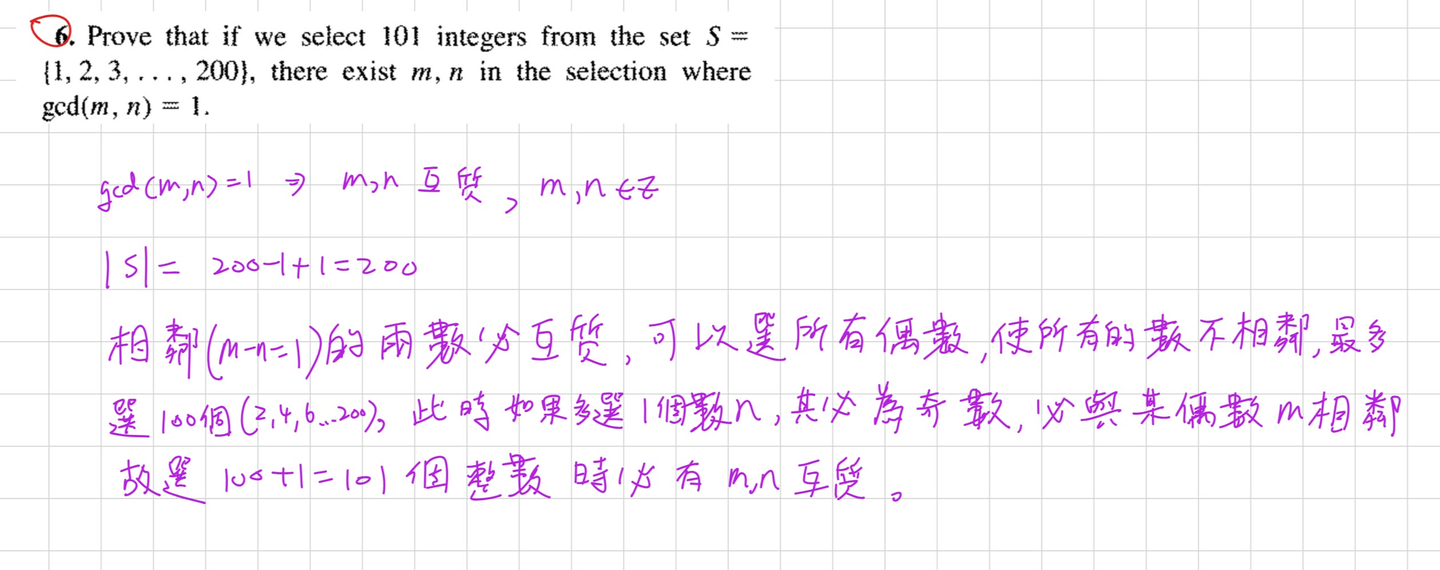 6. Prove that if we select 101 integers from the set S =
{1, 2, 3, . . . , 200}, there exist m, n in the selection where
gcd(m, n) = 1.
gcd(m,n)=1 ⇒ m,n 互質, m,n∈Z
|S|= 200-1+1=200
相鄰(m-n=1)的兩數必互質,可以選所有偶數,使所有的數不相鄰,最多
選100個(2,4,6...200),此時如果多選1個數n,其必為奇數,必與某偶數m相鄰
故選 100+1=101 個整數時必有 m,n 互質。